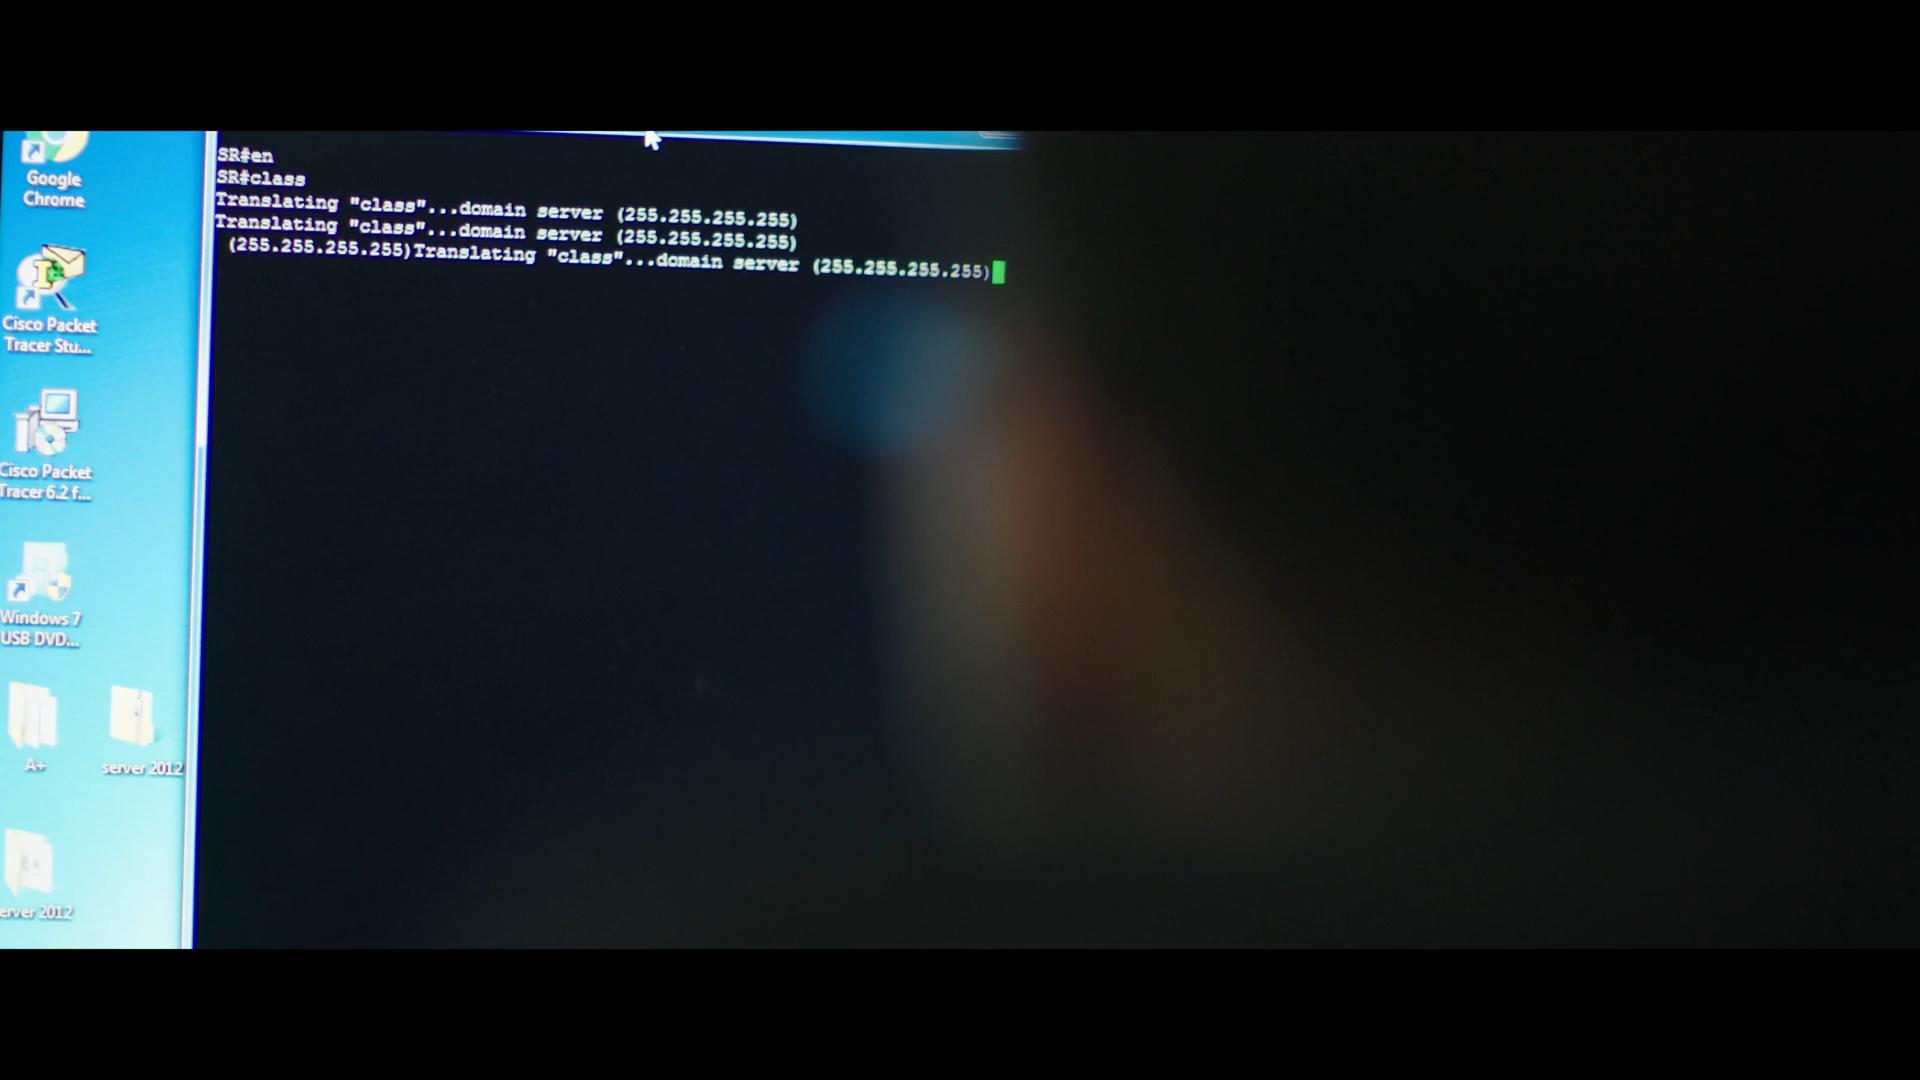 Google
Chrome
Cisco Packet
Tracer Stu...
Cisco Packet
Tracer 6.2 f...
Windows 7
USB DVD...
A+
server 2012
erver 2012
SR#en
SR#class
Translating "class"...domain server (255.255.255.255)
Translating "class"...domain server (255.255.255.255)
(255.255.255.255)Translating "class"...domain server (255.255.255.255)